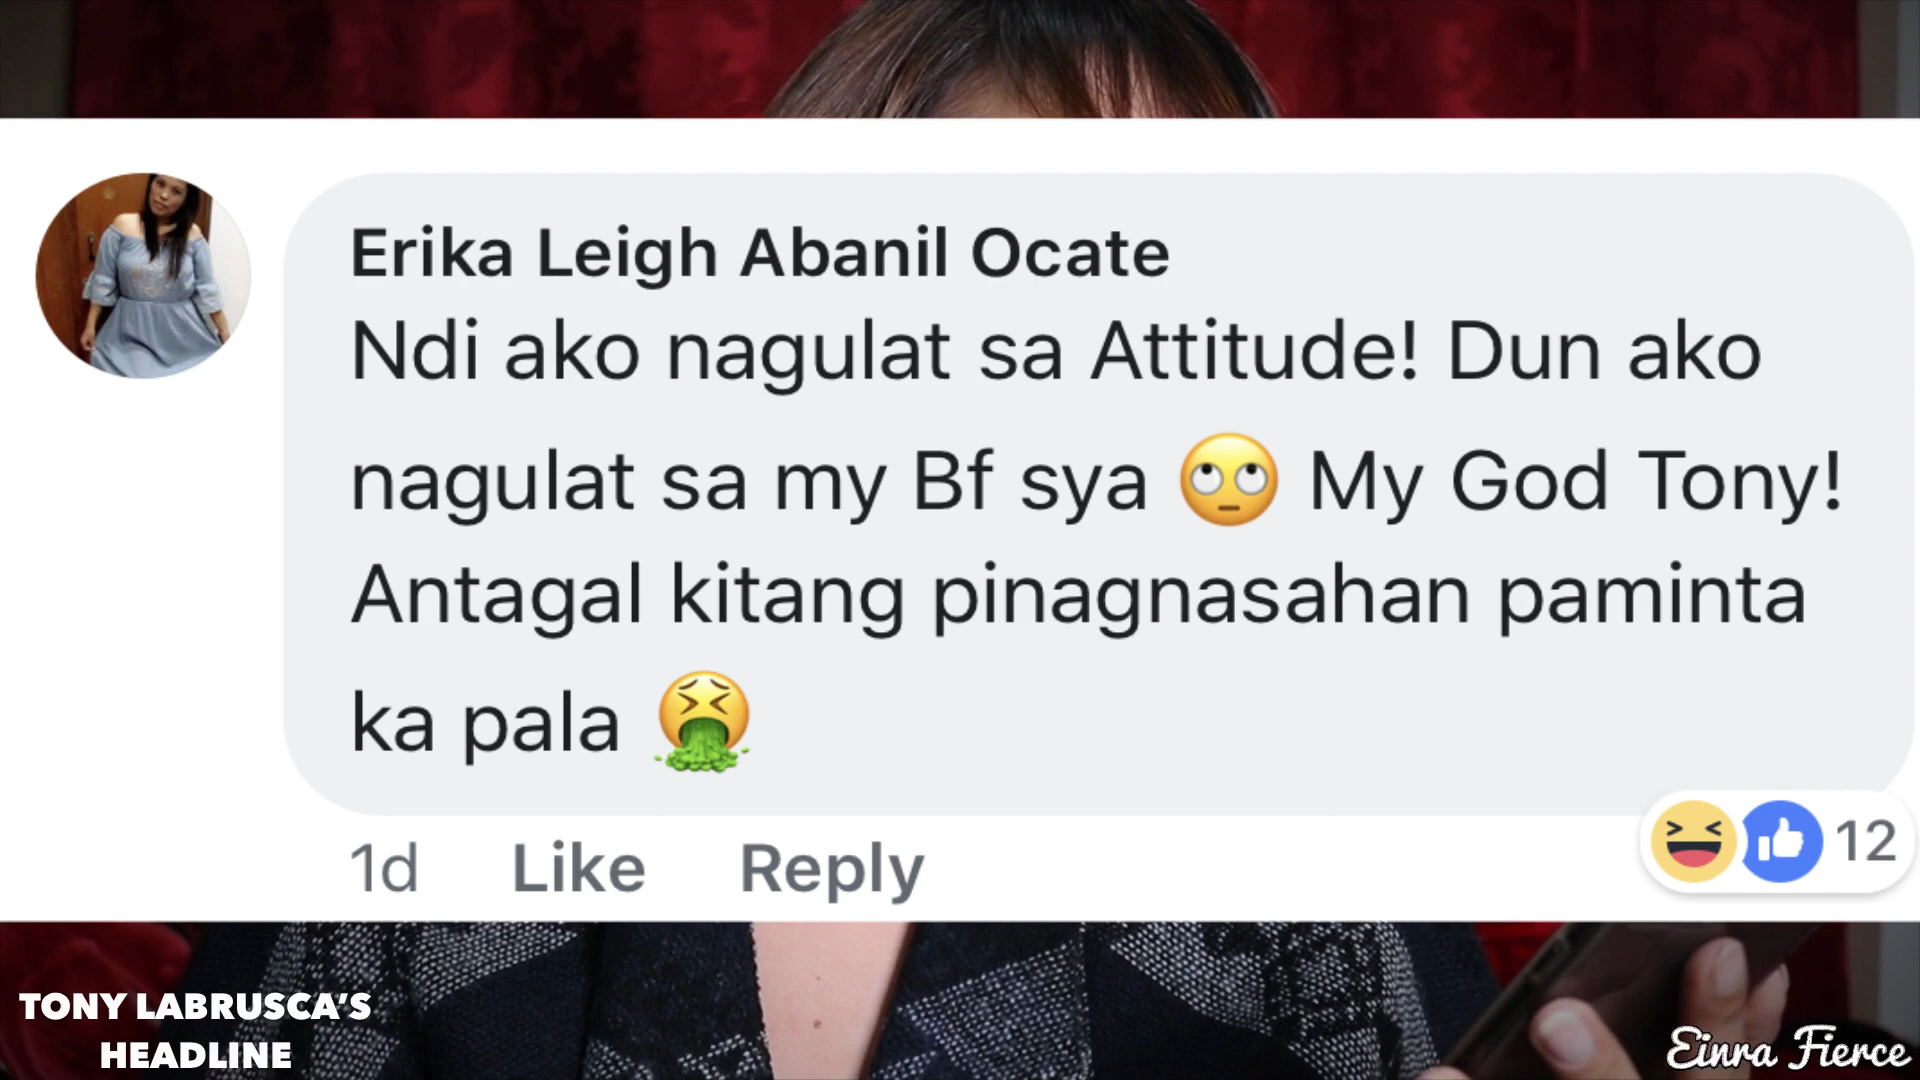 Erika Leigh Abanil Ocate
Ndi ako nagulat sa Attitude! Dun ako
nagulat sa my Bf sya 🙄 My God Tony!
Antagal kitang pinagnasahan paminta
ka pala 🤮
1d Like Reply 12
TONY LABRUSCA'S
HEADLINE
Einra Fierce